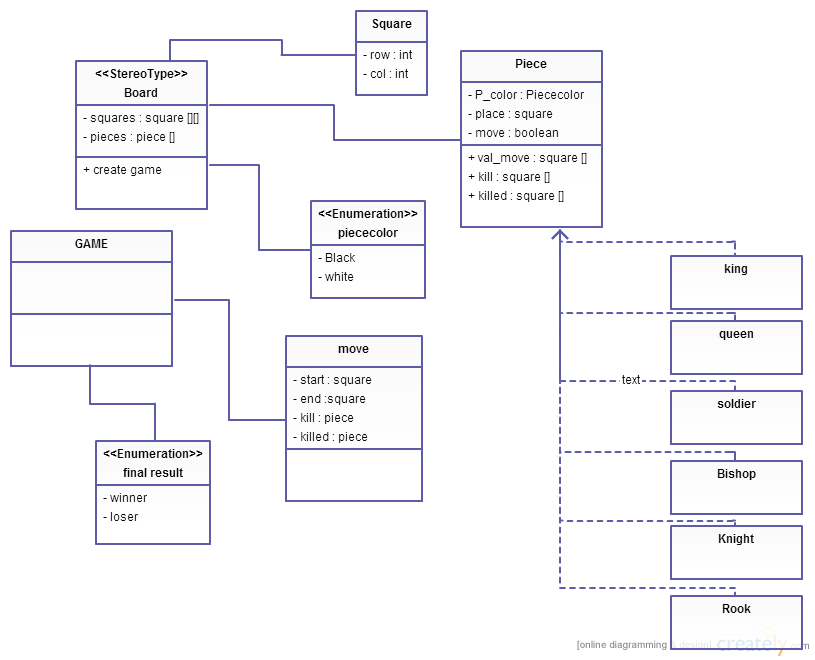 Square
- row : int
- col : int
<<StereoType>>
Board
- squares : square [][]
- pieces : piece []
+ create game
Piece
- P_color : Piececolor
- place : square
- move : boolean
+ val_move : square []
+ kill : square []
+ killed : square []
<<Enumeration>>
piececolor
- Black
- white
GAME
move
- start : square
- end :square
- kill : piece
- killed : piece
<<Enumeration>>
final result
- winner
- loser
king
queen
text
soldier
Bishop
Knight
Rook
[online diagramming & design] creately.com